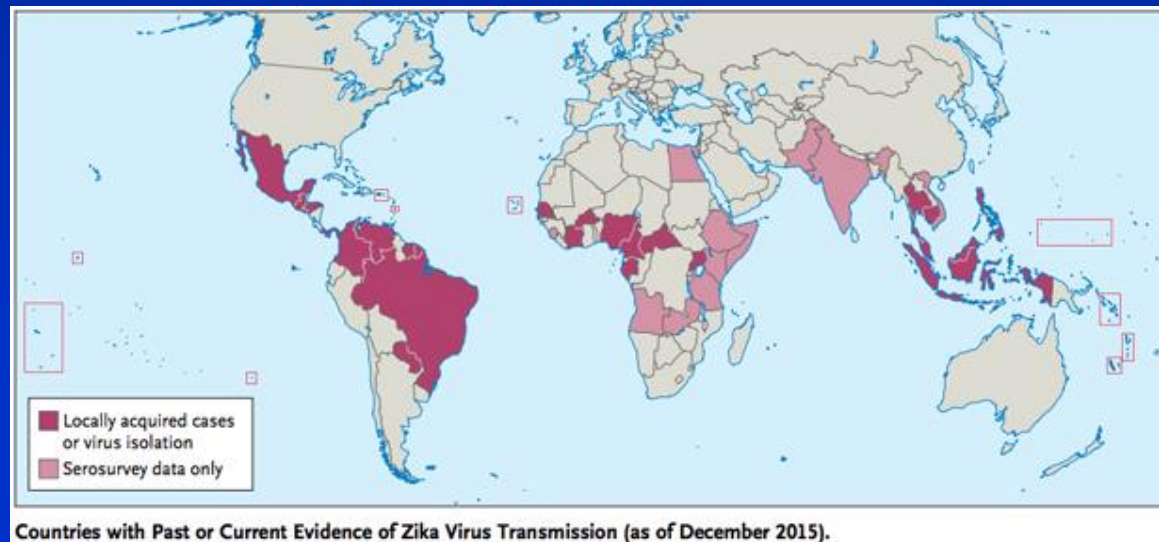 Locally acquired cases
or virus isolation
Serosurvey data only
Countries with Past or Current Evidence of Zika Virus Transmission (as of December 2015).